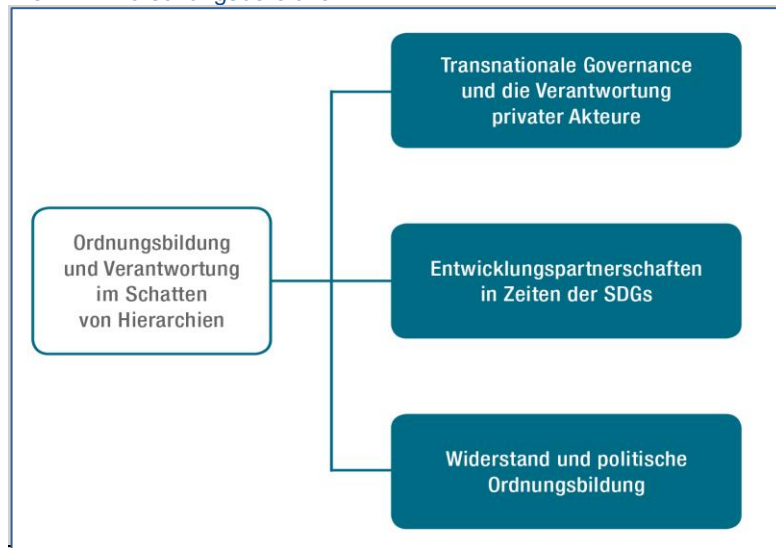 Ordnungsbildung
und Verantwortung
im Schatten
von Hierarchien
Transnationale Governance
und die Verantwortung
privater Akteure
Entwicklungspartnerschaften
in Zeiten der SDGs
Widerstand und politische
Ordnungsbildung